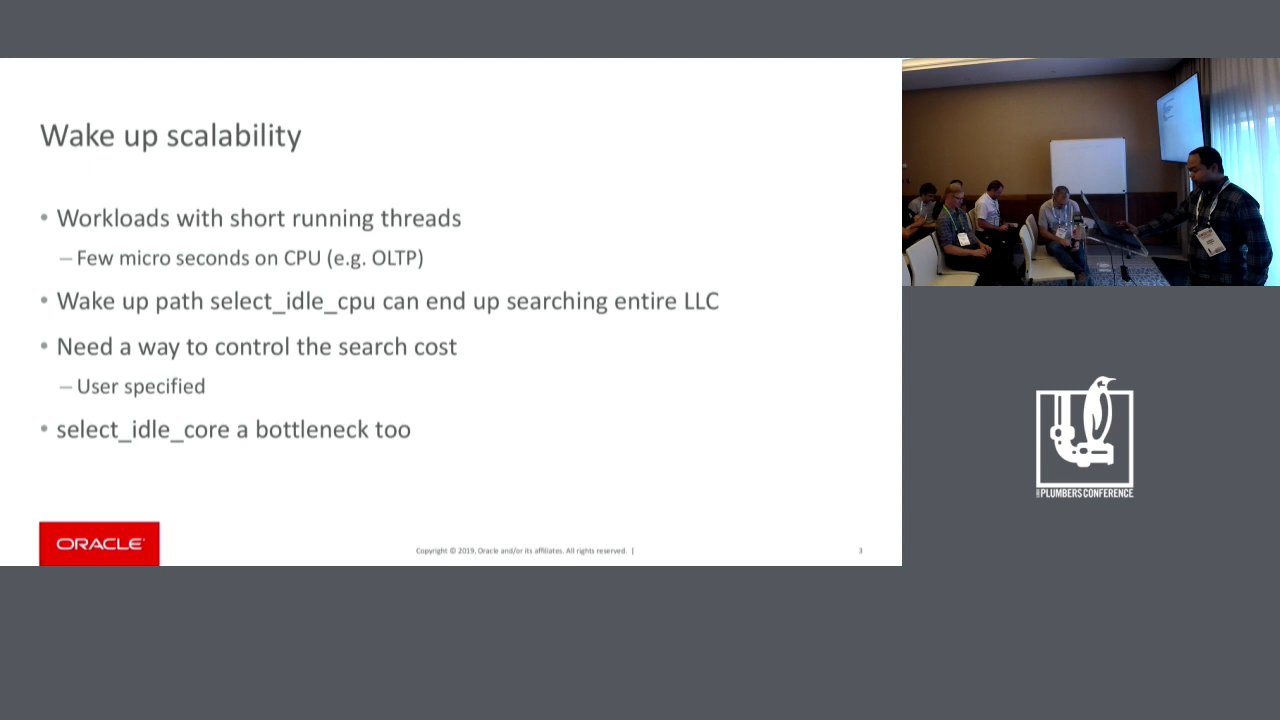 Wake up scalability
• Workloads with short running threads
– Few micro seconds on CPU (e.g. OLTP)
• Wake up path select_idle_cpu can end up searching entire LLC
• Need a way to control the search cost
– User specified
• select_idle_core a bottleneck too
ORACLE
Copyright © 2019, Oracle and/or its affiliates. All rights reserved. |
3
PLUMBERS CONFERENCE